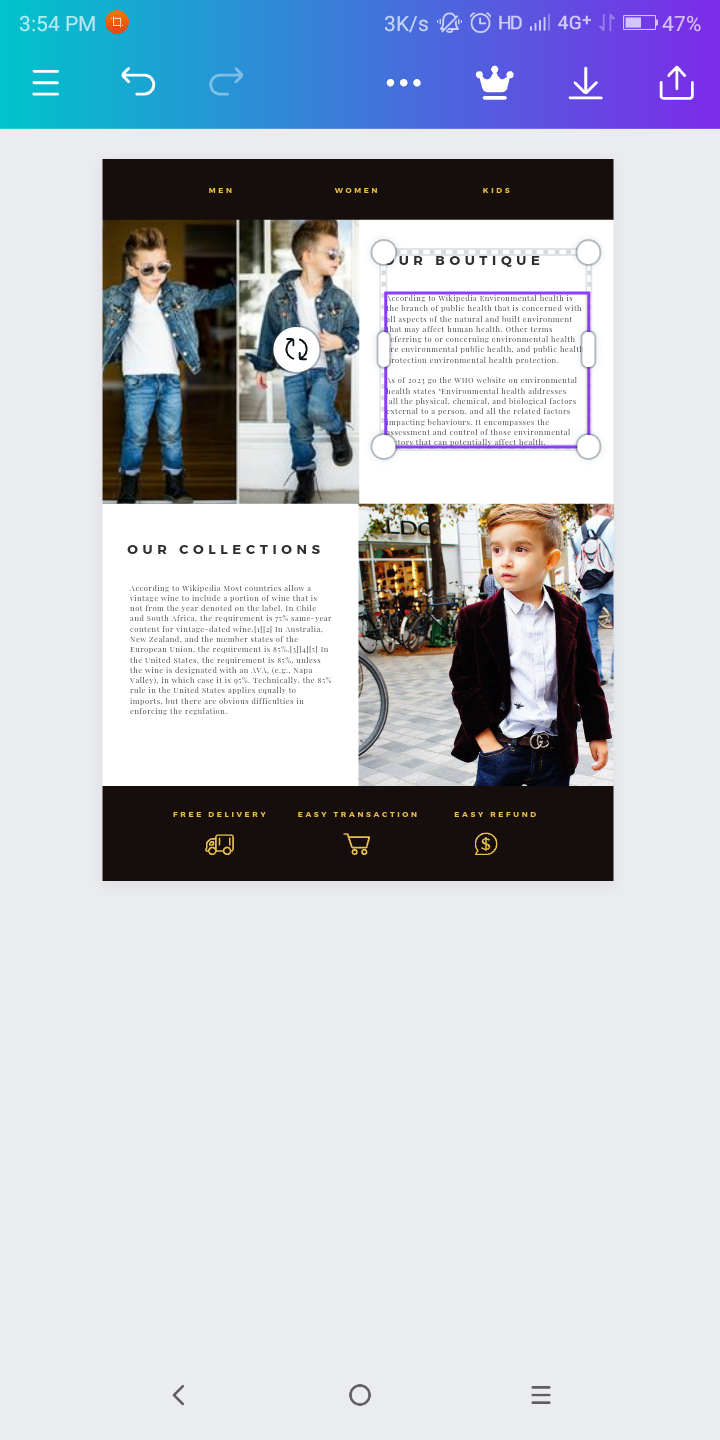 3:54 PM
3K/s HD 4G+ 47%
MEN WOMEN KIDS
OUR BOUTIQUE
According to Wikipedia Environmental health is
the branch of public health that is concerned with
all aspects of the natural and built environment
that may affect human health. Other terms
referring to or concerning environmental health
are environmental public health, and public health
protection environmental health protection.
As of 2023 go the WHO website on environmental
health states "Environmental health addresses
all the physical, chemical, and biological factors
external to a person, and all the related factors
impacting behaviours. It encompasses the
assessment and control of those environmental
factors that can potentially affect health.
OUR COLLECTIONS
According to Wikipedia Most countries allow a
vintage wine to include a portion of wine that is
not from the year denoted on the label. In Chile
and South Africa, the requirement is 75% same-year
content for vintage-dated wine.[1][2] In Australia,
New Zealand, and the member states of the
European Union, the requirement is 85%.[3][4][5] In
the United States, the requirement is 85%, unless
the wine is designated with an AVA, (e.g., Napa
Valley), in which case it is 95%. Technically, the 85%
rule in the United States applies equally to
imports, but there are obvious difficulties in
enforcing the regulation.
FREE DELIVERY EASY TRANSACTION EASY REFUND